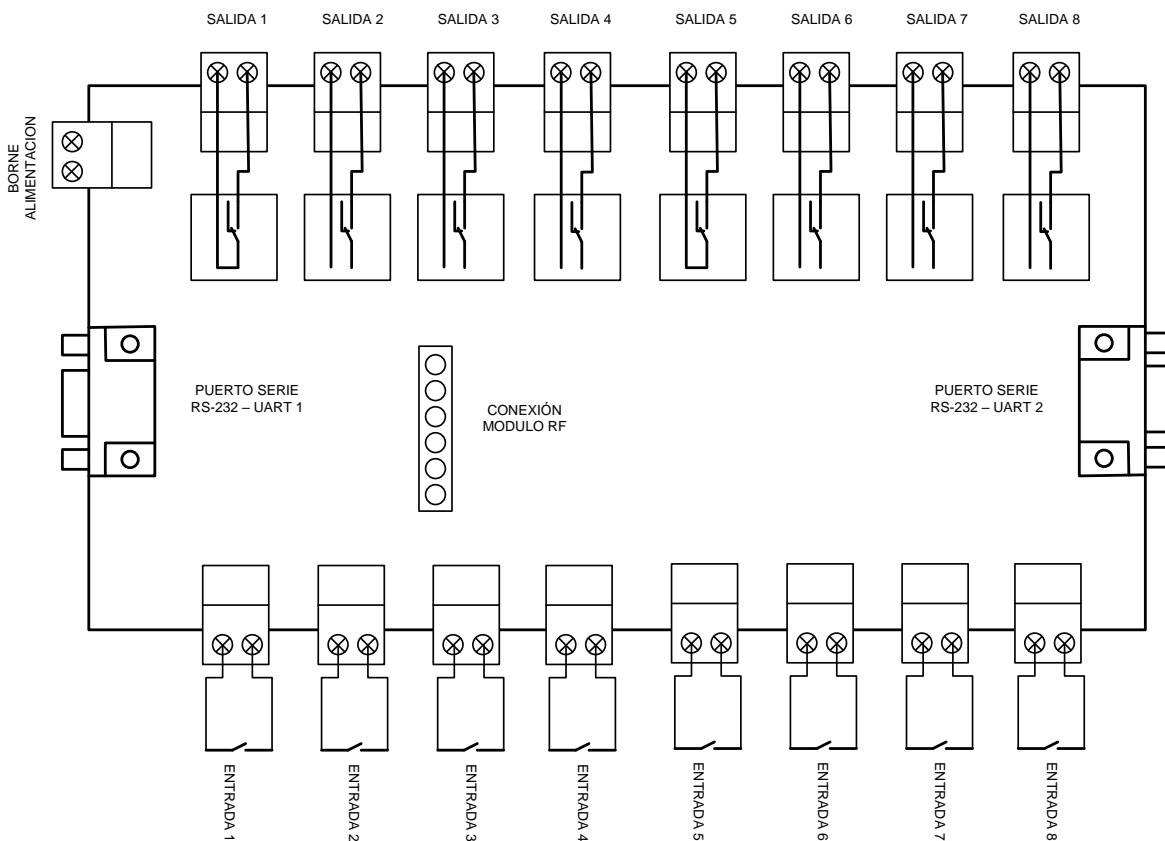 SALIDA 1
SALIDA 2
SALIDA 3
SALIDA 4
SALIDA 5
SALIDA 6
SALIDA 7
SALIDA 8
BORNE
ALIMENTACION
PUERTO SERIE
RS-232 – UART 1
CONEXIÓN
MODULO RF
PUERTO SERIE
RS-232 – UART 2
ENTRADA 1
ENTRADA 2
ENTRADA 3
ENTRADA 4
ENTRADA 5
ENTRADA 6
ENTRADA 7
ENTRADA 8